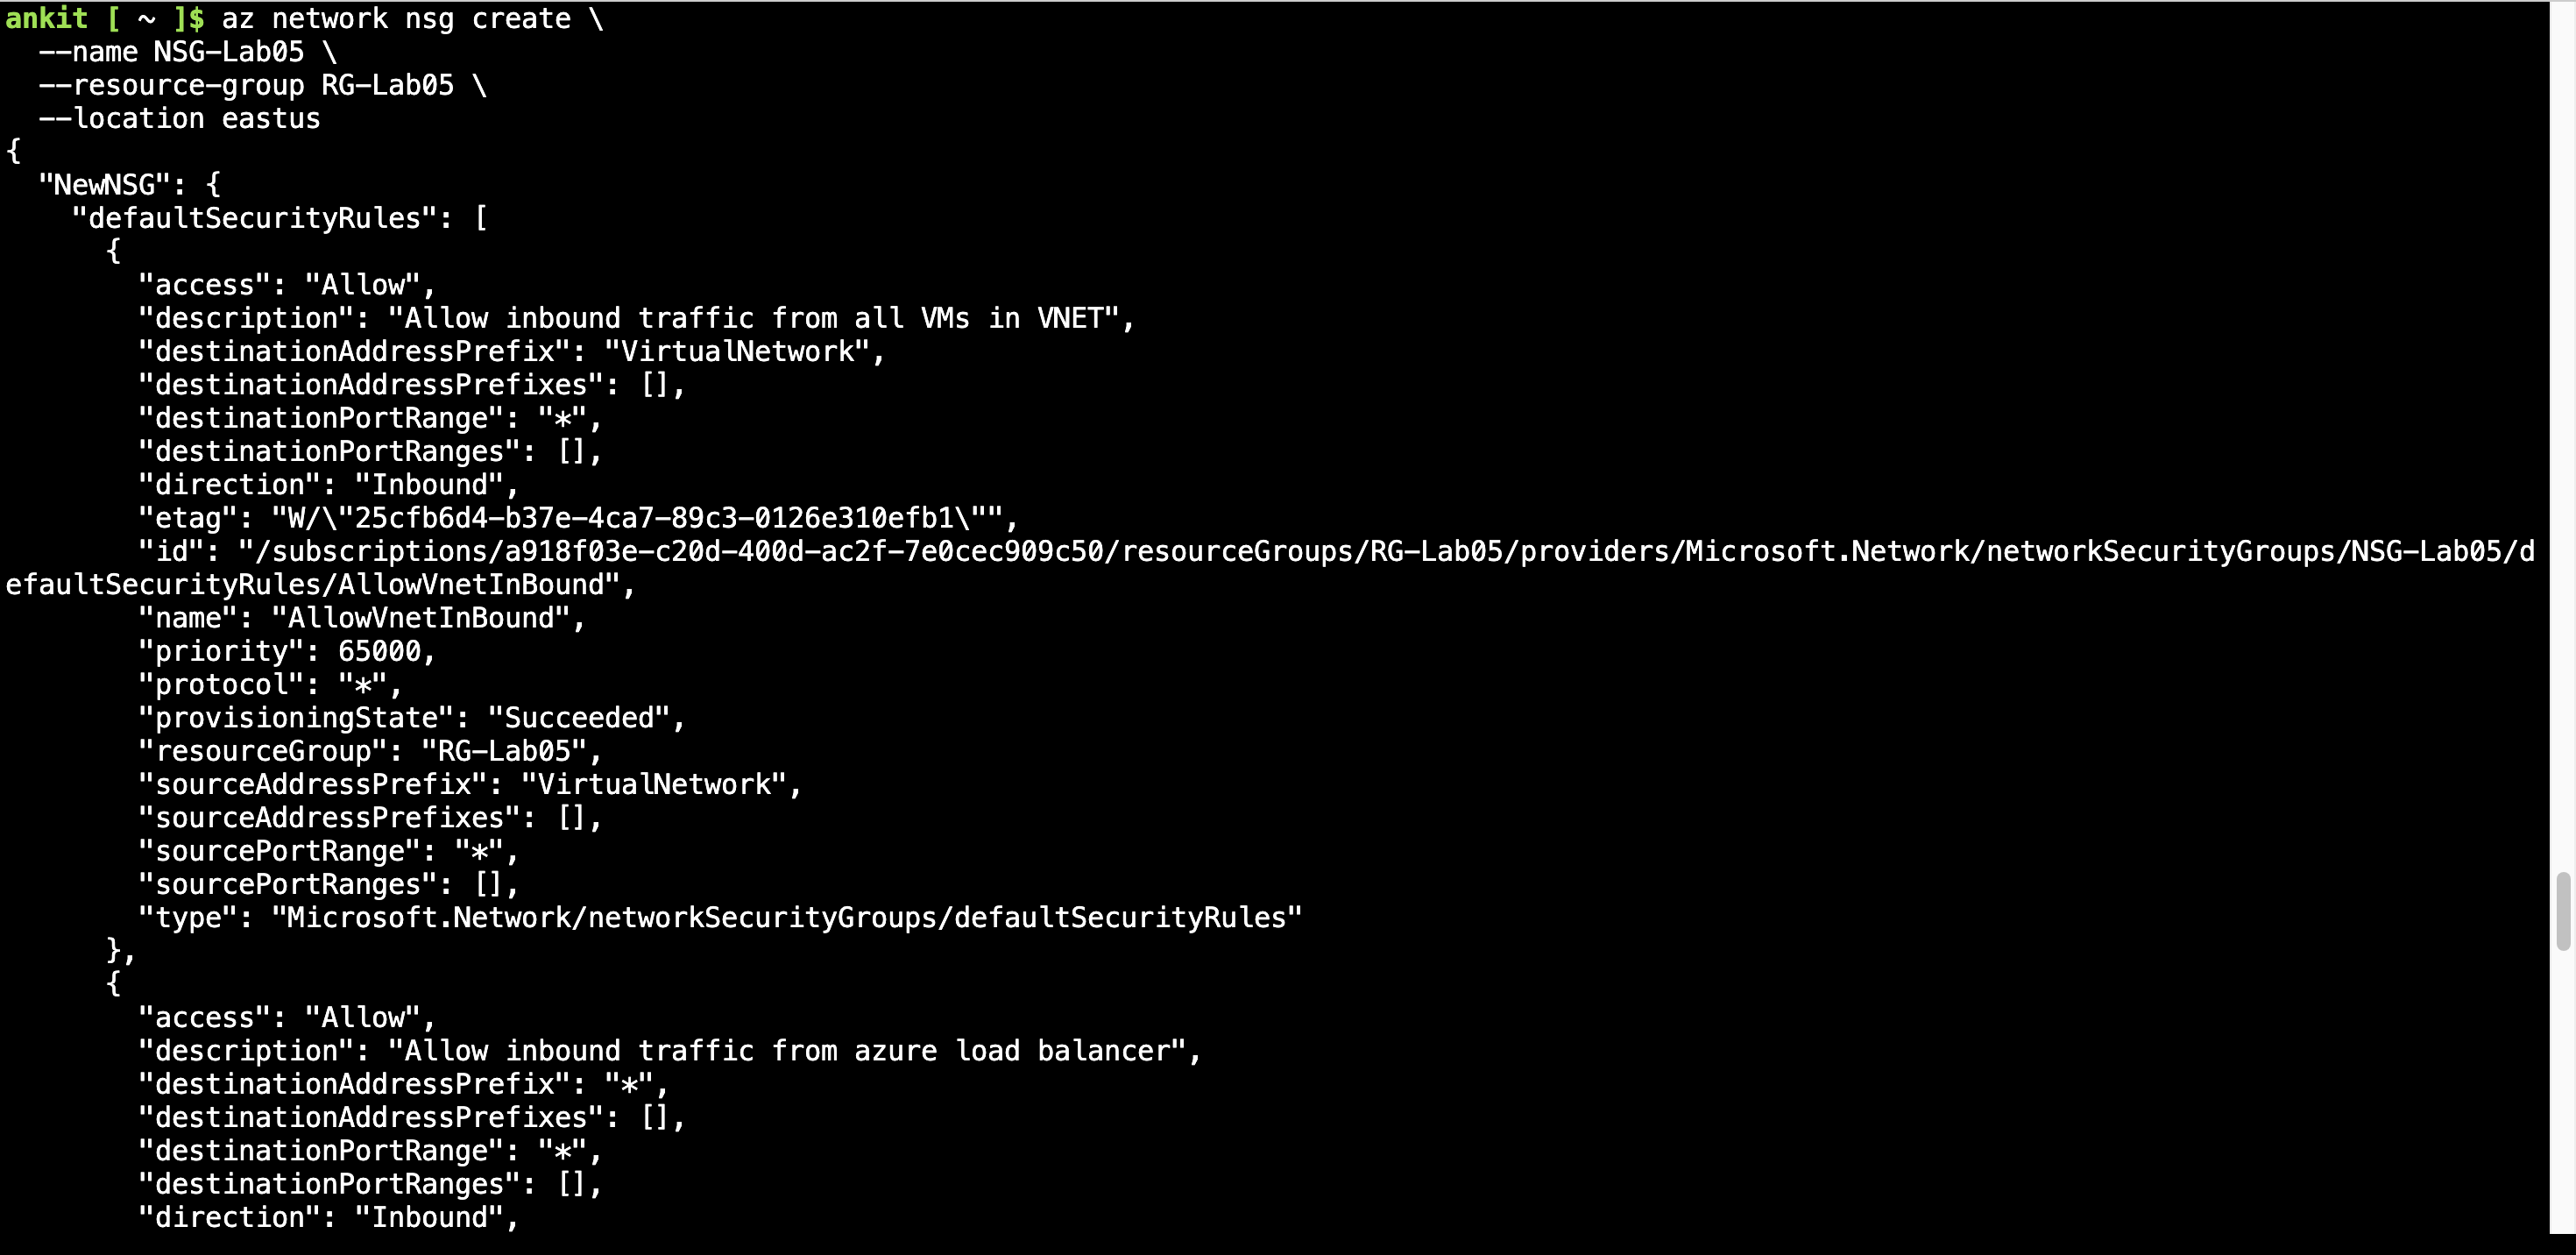 ankit [ ~ ]$ az network nsg create \
  --name NSG-Lab05 \
  --resource-group RG-Lab05 \
  --location eastus
{
  "NewNSG": {
    "defaultSecurityRules": [
      {
        "access": "Allow",
        "description": "Allow inbound traffic from all VMs in VNET",
        "destinationAddressPrefix": "VirtualNetwork",
        "destinationAddressPrefixes": [],
        "destinationPortRange": "*",
        "destinationPortRanges": [],
        "direction": "Inbound",
        "etag": "W/\"25cfb6d4-b37e-4ca7-89c3-0126e310efb1\"",
        "id": "/subscriptions/a918f03e-c20d-400d-ac2f-7e0cec909c50/resourceGroups/RG-Lab05/providers/Microsoft.Network/networkSecurityGroups/NSG-Lab05/d
efaultSecurityRules/AllowVnetInBound",
        "name": "AllowVnetInBound",
        "priority": 65000,
        "protocol": "*",
        "provisioningState": "Succeeded",
        "resourceGroup": "RG-Lab05",
        "sourceAddressPrefix": "VirtualNetwork",
        "sourceAddressPrefixes": [],
        "sourcePortRange": "*",
        "sourcePortRanges": [],
        "type": "Microsoft.Network/networkSecurityGroups/defaultSecurityRules"
      },
      {
        "access": "Allow",
        "description": "Allow inbound traffic from azure load balancer",
        "destinationAddressPrefix": "*",
        "destinationAddressPrefixes": [],
        "destinationPortRange": "*",
        "destinationPortRanges": [],
        "direction": "Inbound",